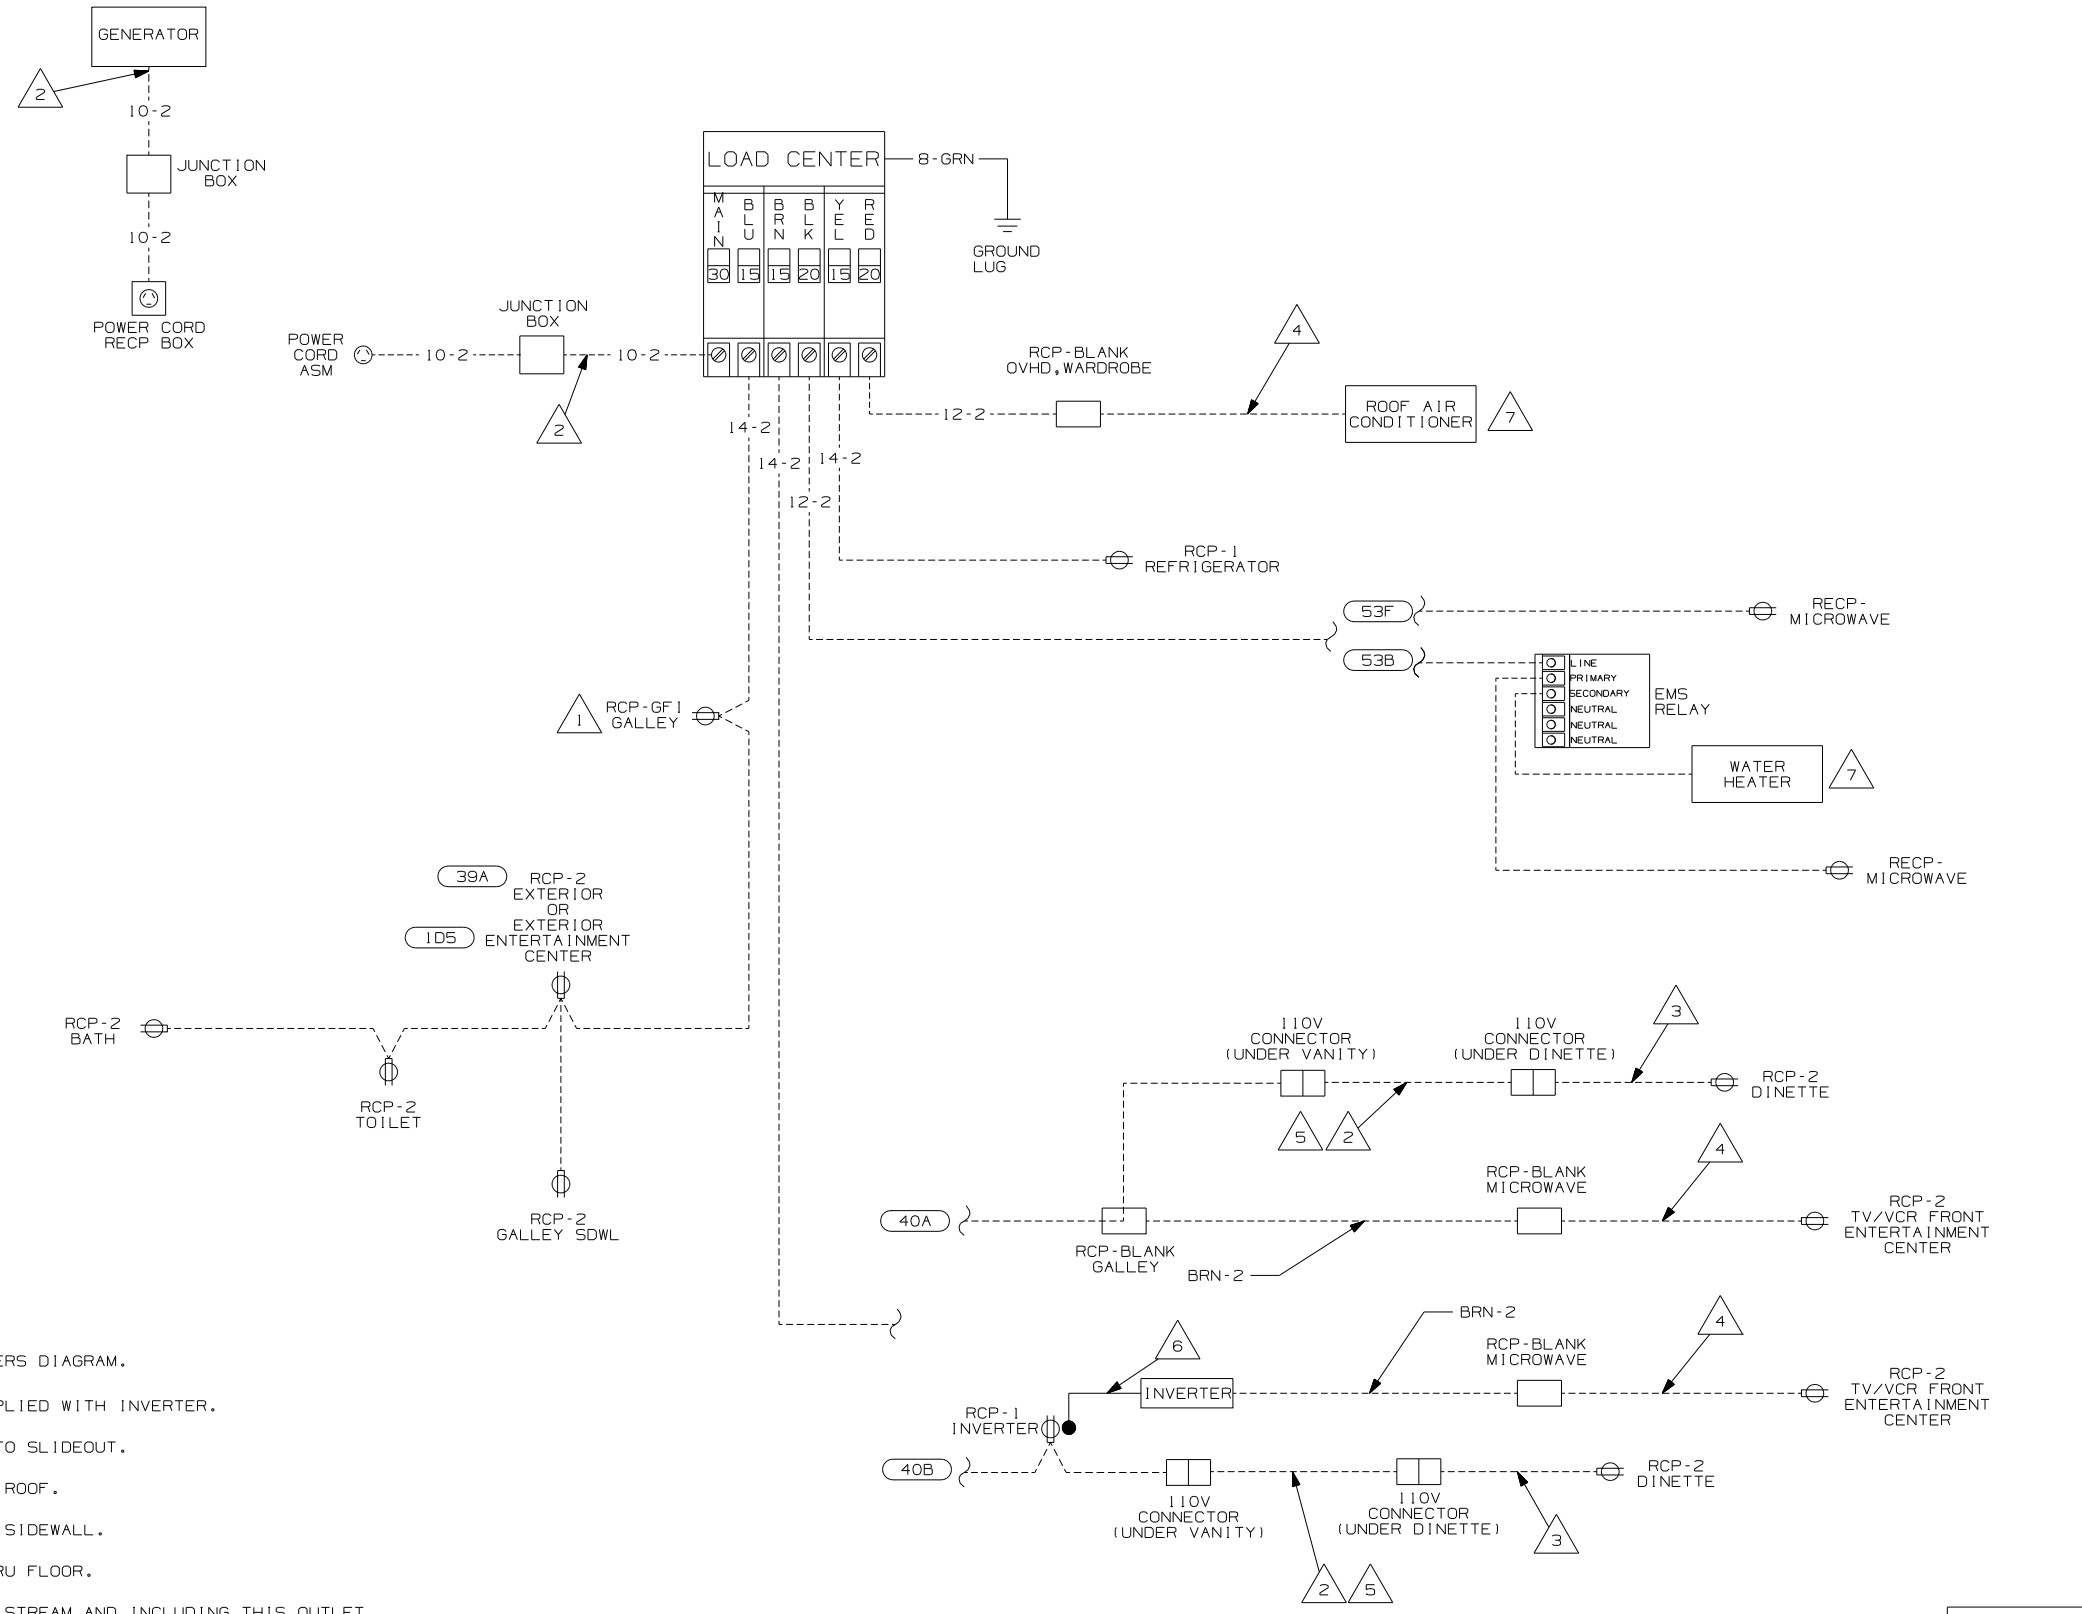 GENERATOR
2
10-2
JUNCTION
BOX
10-2
POWER CORD
RECP BOX
LOAD CENTER
8-GRN
GROUND
LUG
MAIN
BLU
BRN
BLK
YEL
RED
30
15
15
20
15
20
POWER
CORD
ASM
10-2
JUNCTION
BOX
10-2
2
RCP-BLANK
OVHD,WARDROBE
4
12-2
ROOF AIR
CONDITIONER
7
14-2
14-2
14-2
12-2
RCP-1
REFRIGERATOR
53F
RECP-
MICROWAVE
53B
LINE
PRIMARY
SECONDARY
NEUTRAL
NEUTRAL
NEUTRAL
EMS
RELAY
WATER
HEATER
7
RECP-
MICROWAVE
1
RCP-GFI
GALLEY
39A
RCP-2
EXTERIOR
OR
EXTERIOR
ENTERTAINMENT
CENTER
1D5
RCP-2
BATH
RCP-2
TOILET
RCP-2
GALLEY SDWL
110V
CONNECTOR
(UNDER VANITY)
110V
CONNECTOR
(UNDER DINETTE)
3
RCP-2
DINETTE
5
2
40A
RCP-BLANK
GALLEY
BRN-2
RCP-BLANK
MICROWAVE
4
RCP-2
TV/VCR FRONT
ENTERTAINMENT
CENTER
BRN-2
6
INVERTER
RCP-BLANK
MICROWAVE
4
RCP-2
TV/VCR FRONT
ENTERTAINMENT
CENTER
RCP-1
INVERTER
40B
110V
CONNECTOR
(UNDER VANITY)
110V
CONNECTOR
(UNDER DINETTE)
RCP-2
DINETTE
3
2
5
ERS DIAGRAM.
PLIED WITH INVERTER.
TO SLIDEOUT.
ROOF.
SIDEWALL.
RU FLOOR.
STREAM AND INCLUDING THIS OUTLET